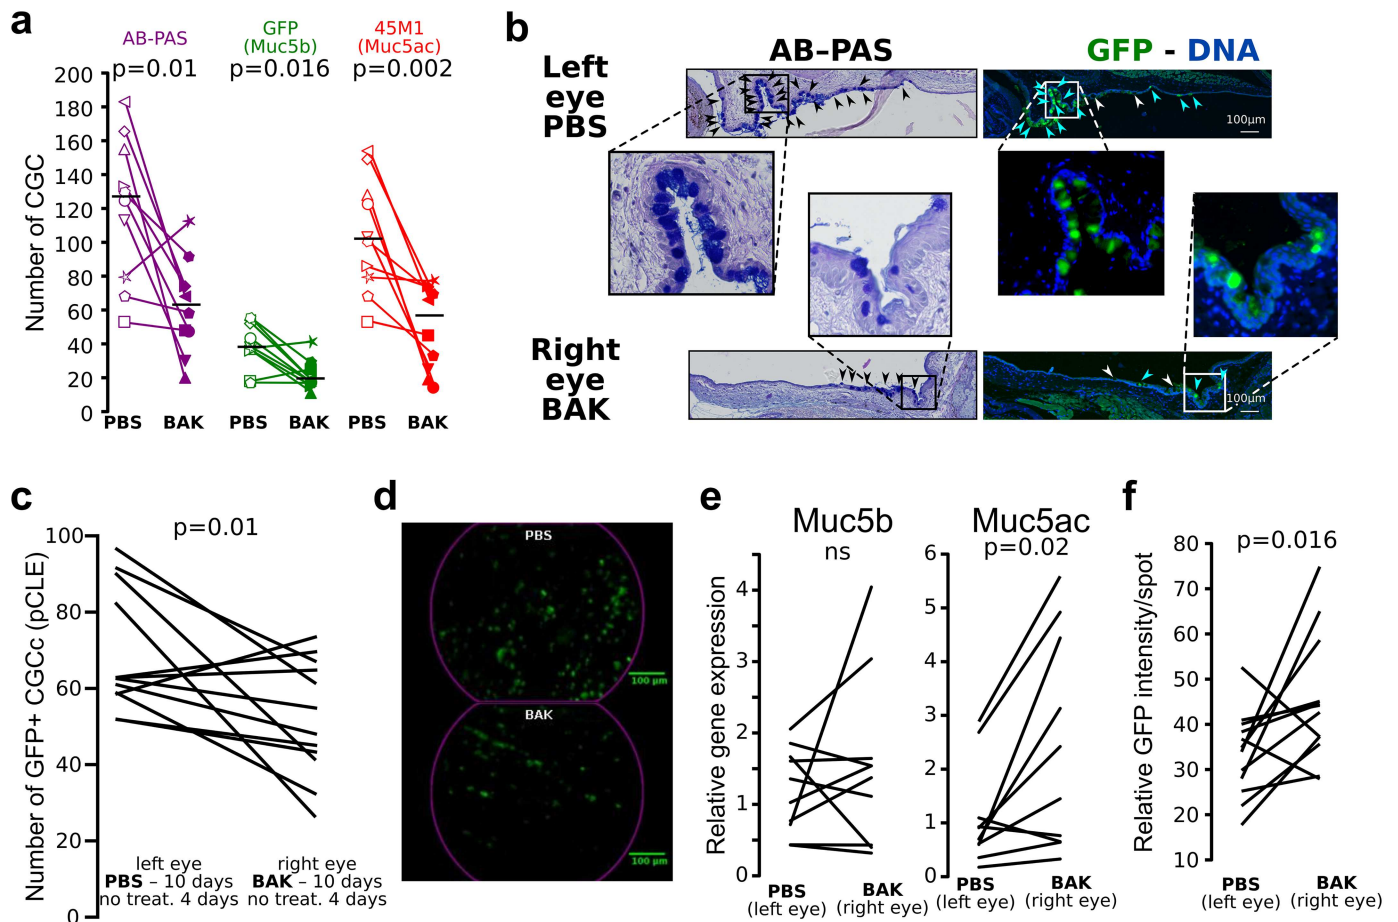 a
AB-PAS
p=0.01
GFP
(Muc5b)
p=0.016
45M1
(Muc5ac)
p=0.002
Number of CGC
200
180
160
140
120
100
80
60
40
20
0
PBS
BAK
PBS
BAK
PBS
BAK
b
AB–PAS
GFP - DNA
Left
eye
PBS
100µm
Right
eye
BAK
100µm
c
p=0.01
Number of GFP+ CGCc (pCLE)
100
80
60
40
20
0
left eye
PBS – 10 days
no treat. 4 days
right eye
BAK – 10 days
no treat. 4 days
d
PBS
100 µm
BAK
100 µm
e
Muc5b
ns
Relative gene expression
4
3
2
1
0
PBS
(left eye)
BAK
(right eye)
Muc5ac
p=0.02
6
5
4
3
2
1
0
PBS
(left eye)
BAK
(right eye)
f
p=0.016
Relative GFP intensity/spot
80
70
60
50
40
30
20
10
PBS
(left eye)
BAK
(right eye)